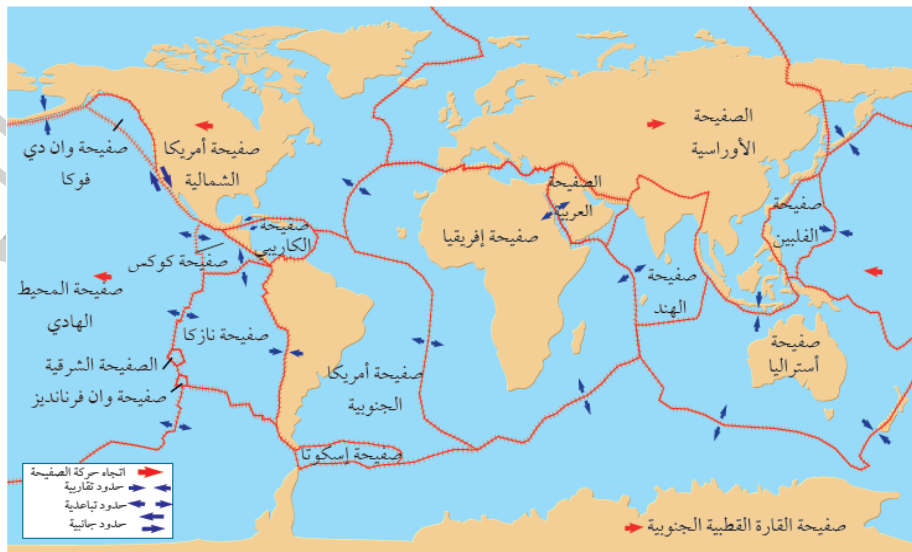 الصفيحة
الأوراسية
صفيحة أمريكا
الشمالية
صفيحة وان دي
فوكا
الصفيحة
العربية
صفيحة
الفلبين
صفيحة
الكاريبي
صفيحة إفريقيا
صفيحة كوكس
صفيحة
الهند
صفيحة المحيط
الهادي
صفيحة نازكا
صفيحة
أستراليا
الصفيحة الشرقية
صفيحة أمريكا
الجنوبية
صفيحة وان فرنانديز
صفيحة إسكوتا
اتجاه حركة الصفيحة
حدود تقاربية
حدود تباعدية
حدود جانبية
صفيحة القارة القطبية الجنوبية